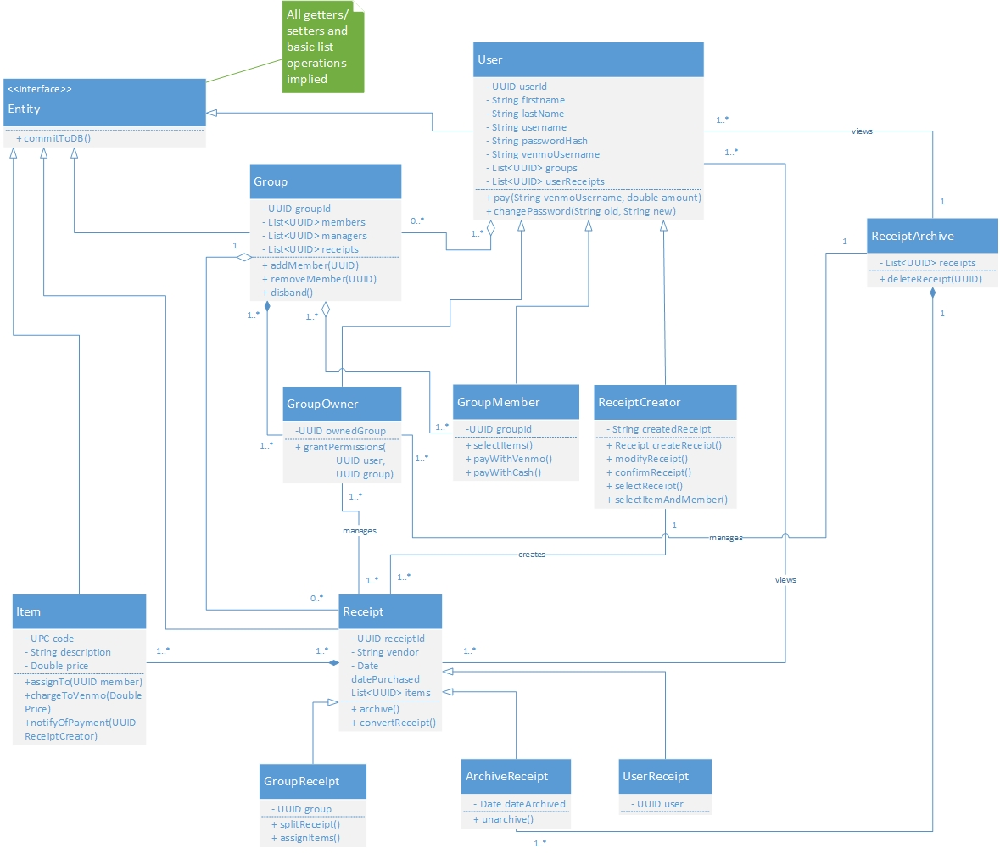 All getters/
setters and
basic list
operations
implied
<<Interface>>
Entity
+ commitToDB()
User
- UUID userId
- String firstname
- String lastName
- String username
- String passwordHash
- String venmoUsername
- List<UUID> groups
- List<UUID> userReceipts
+ pay(String venmoUsername, double amount)
+ changePassword(String old, String new)
1..*
views
1..*
1
Group
- UUID groupId
- List<UUID> members
- List<UUID> managers
- List<UUID> receipts
+ addMember(UUID)
+ removeMember(UUID)
+ disband()
0..*
1..*
1
1..*
1..*
ReceiptArchive
- List<UUID> receipts
+ deleteReceipt(UUID)
1
1
GroupOwner
-UUID ownedGroup
+ grantPermissions(
UUID user,
UUID group)
1..*
1..*
1..*
manages
1..*
GroupMember
-UUID groupId
+ selectItems()
+ payWithVenmo()
+ payWithCash()
1..*
ReceiptCreator
- String createdReceipt
+ Receipt createReceipt()
+ modifyReceipt()
+ confirmReceipt()
+ selectReceipt()
+ selectItemAndMember()
1
manages
creates
1..*
views
Item
- UPC code
- String description
- Double price
+assignTo(UUID member)
+chargeToVenmo(Double
Price)
+notifyOfPayment(UUID
ReceiptCreator)
1..*
1..*
0..*
Receipt
- UUID receiptId
- String vendor
- Date
datePurchased
List<UUID> items
+ archive()
+ convertReceipt()
1..*
GroupReceipt
- UUID group
+ splitReceipt()
+ assignItems()
ArchiveReceipt
- Date dateArchived
+ unarchive()
1..*
UserReceipt
- UUID user